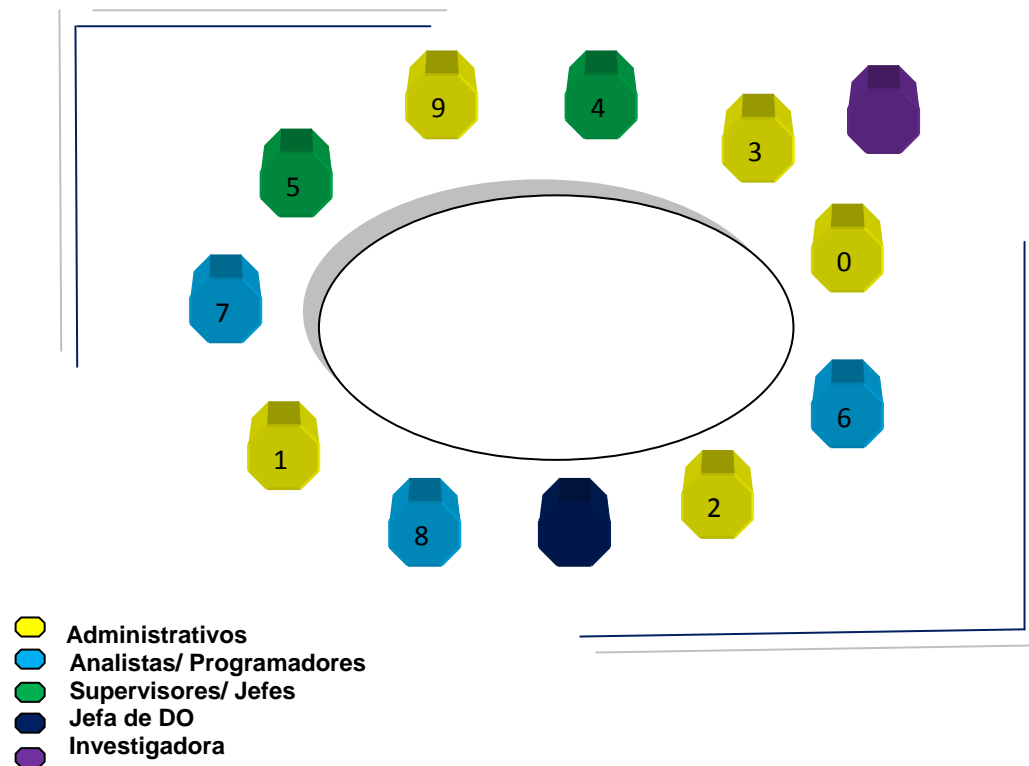 9
4
3
5
0
7
6
1
2
8
Administrativos
Analistas/ Programadores
Supervisores/ Jefes
Jefa de DO
Investigadora